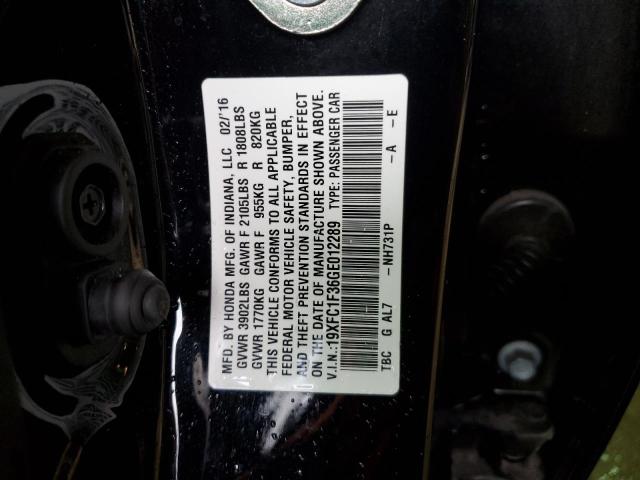 MFD. BY HONDA MFG. OF INDIANA, LLC 02/'16
GVWR 3902LBS GAWR F 2105LBS R 1808LBS
GVWR 1770KG GAWR F 955KG R 820KG
THIS VEHICLE CONFORMS TO ALL APPLICABLE
FEDERAL MOTOR VEHICLE SAFETY, BUMPER,
AND THEFT PREVENTION STANDARDS IN EFFECT
ON THE DATE OF MANUFACTURE SHOWN ABOVE.
V.I.N.:19XFC1F36GE012289 TYPE: PASSENGER CAR
TBC G AL7 -NH731P -A -E